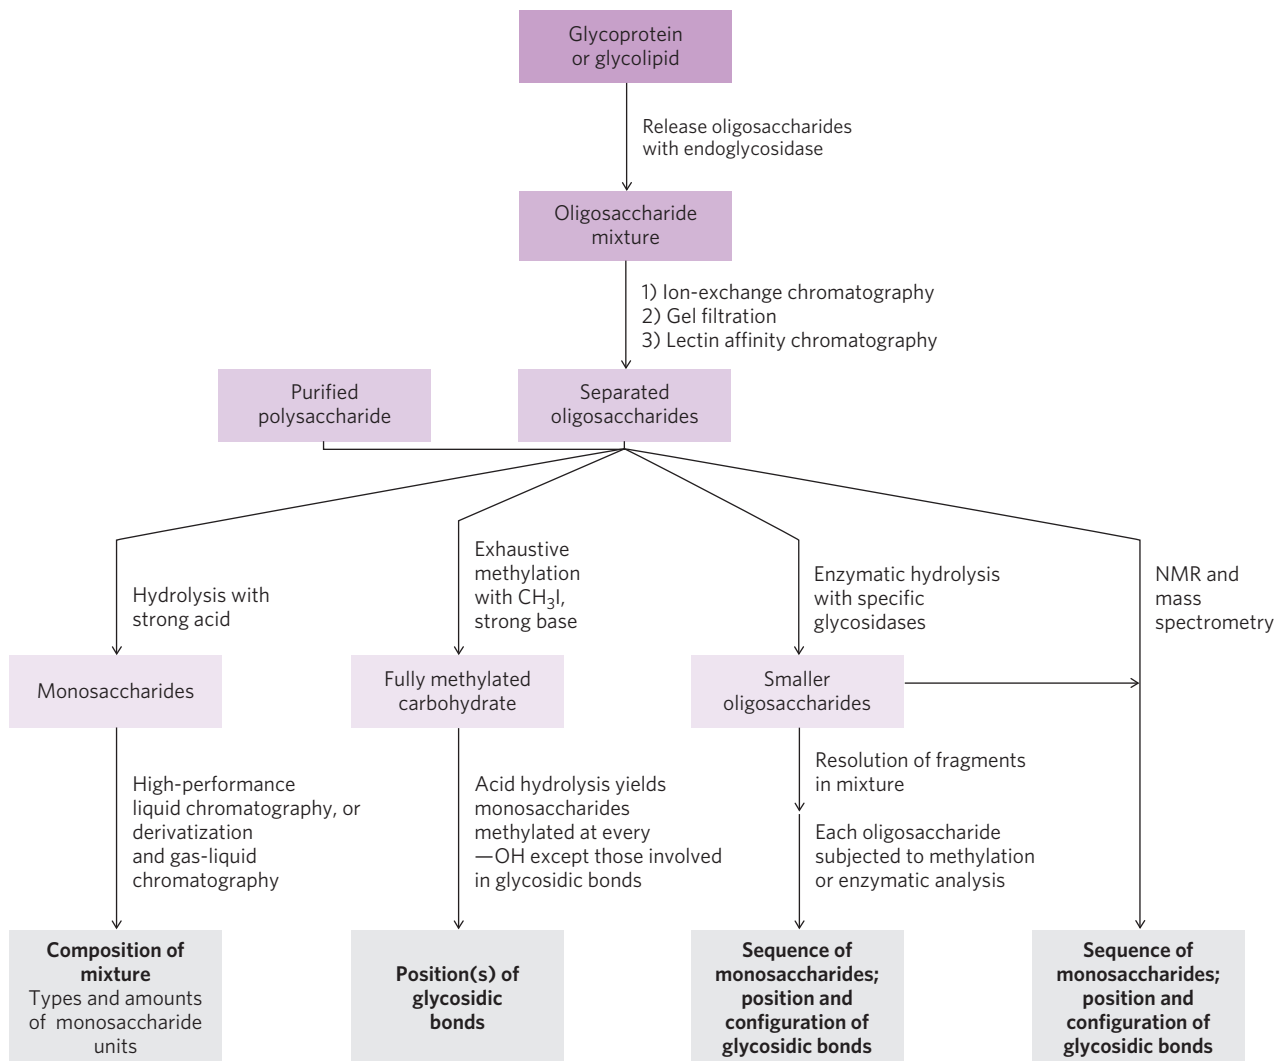 Glycoprotein
or glycolipid
Release oligosaccharides
with endoglycosidase
Oligosaccharide
mixture
1) Ion-exchange chromatography
2) Gel filtration
3) Lectin affinity chromatography
Purified
polysaccharide
Separated
oligosaccharides
Hydrolysis with
strong acid
Exhaustive
methylation
with CH₃I,
strong base
Enzymatic hydrolysis
with specific
glycosidases
NMR and
mass
spectrometry
Monosaccharides
Fully methylated
carbohydrate
Smaller
oligosaccharides
High-performance
liquid chromatography, or
derivatization
and gas-liquid
chromatography
Acid hydrolysis yields
monosaccharides
methylated at every
—OH except those involved
in glycosidic bonds
Resolution of fragments
in mixture
Each oligosaccharide
subjected to methylation
or enzymatic analysis
Composition of
mixture
Types and amounts
of monosaccharide
units
Position(s) of
glycosidic
bonds
Sequence of
monosaccharides;
position and
configuration of
glycosidic bonds
Sequence of
monosaccharides;
position and
configuration of
glycosidic bonds